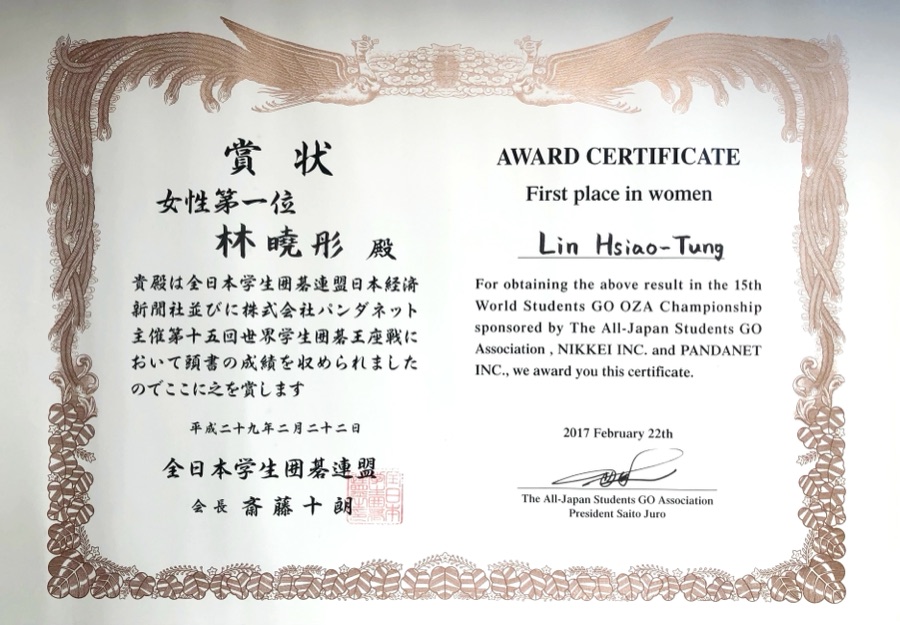 賞状
女性第一位
林曉彤 殿
貴殿は全日本学生囲碁連盟日本経済
新聞社並びに株式会社パンダネット
主催第十五回世界学生囲碁王座戦に
おいて頭書の成績を収められました
のでここに之を賞します
平成二十九年二月二十二日
全日本学生囲碁連盟
会長 斎藤十朗
AWARD CERTIFICATE
First place in women
Lin Hsiao-Tung
For obtaining the above result in the 15th
World Students GO OZA Championship
sponsored by The All-Japan Students GO
Association , NIKKEI INC. and PANDANET
INC., we award you this certificate.
2017 February 22th
The All-Japan Students GO Association
President Saito Juro